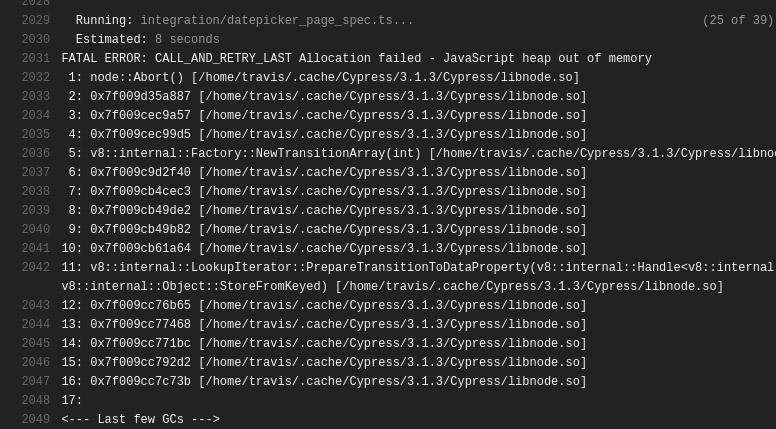 2028
2029 Running: integration/datepicker_page_spec.ts... (25 of 39)
2030 Estimated: 8 seconds
2031 FATAL ERROR: CALL_AND_RETRY_LAST Allocation failed - JavaScript heap out of memory
2032 1: node::Abort() [/home/travis/.cache/Cypress/3.1.3/Cypress/libnode.so]
2033 2: 0x7f009d35a887 [/home/travis/.cache/Cypress/3.1.3/Cypress/libnode.so]
2034 3: 0x7f009cec9a57 [/home/travis/.cache/Cypress/3.1.3/Cypress/libnode.so]
2035 4: 0x7f009cec99d5 [/home/travis/.cache/Cypress/3.1.3/Cypress/libnode.so]
2036 5: v8::internal::Factory::NewTransitionArray(int) [/home/travis/.cache/Cypress/3.1.3/Cypress/libno
2037 6: 0x7f009c9d2f40 [/home/travis/.cache/Cypress/3.1.3/Cypress/libnode.so]
2038 7: 0x7f009cb4cec3 [/home/travis/.cache/Cypress/3.1.3/Cypress/libnode.so]
2039 8: 0x7f009cb49de2 [/home/travis/.cache/Cypress/3.1.3/Cypress/libnode.so]
2040 9: 0x7f009cb49b82 [/home/travis/.cache/Cypress/3.1.3/Cypress/libnode.so]
2041 10: 0x7f009cb61a64 [/home/travis/.cache/Cypress/3.1.3/Cypress/libnode.so]
2042 11: v8::internal::LookupIterator::PrepareTransitionToDataProperty(v8::internal::Handle<v8::internal
v8::internal::Object::StoreFromKeyed) [/home/travis/.cache/Cypress/3.1.3/Cypress/libnode.so]
2043 12: 0x7f009cc76b65 [/home/travis/.cache/Cypress/3.1.3/Cypress/libnode.so]
2044 13: 0x7f009cc77468 [/home/travis/.cache/Cypress/3.1.3/Cypress/libnode.so]
2045 14: 0x7f009cc771bc [/home/travis/.cache/Cypress/3.1.3/Cypress/libnode.so]
2046 15: 0x7f009cc792d2 [/home/travis/.cache/Cypress/3.1.3/Cypress/libnode.so]
2047 16: 0x7f009cc7c73b [/home/travis/.cache/Cypress/3.1.3/Cypress/libnode.so]
2048 17:
2049 <--- Last few GCs --->